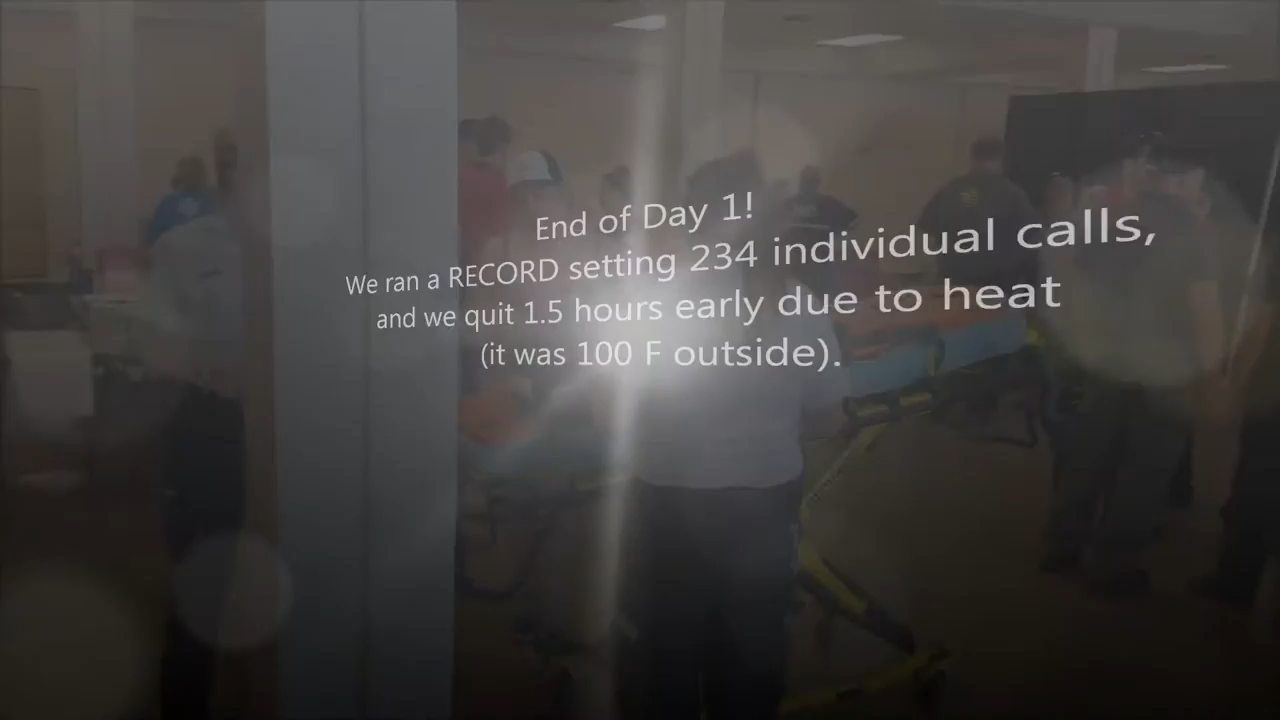 End of Day 1!
We ran a RECORD setting 234 individual calls,
and we quit 1.5 hours early due to heat
(it was 100 F outside).